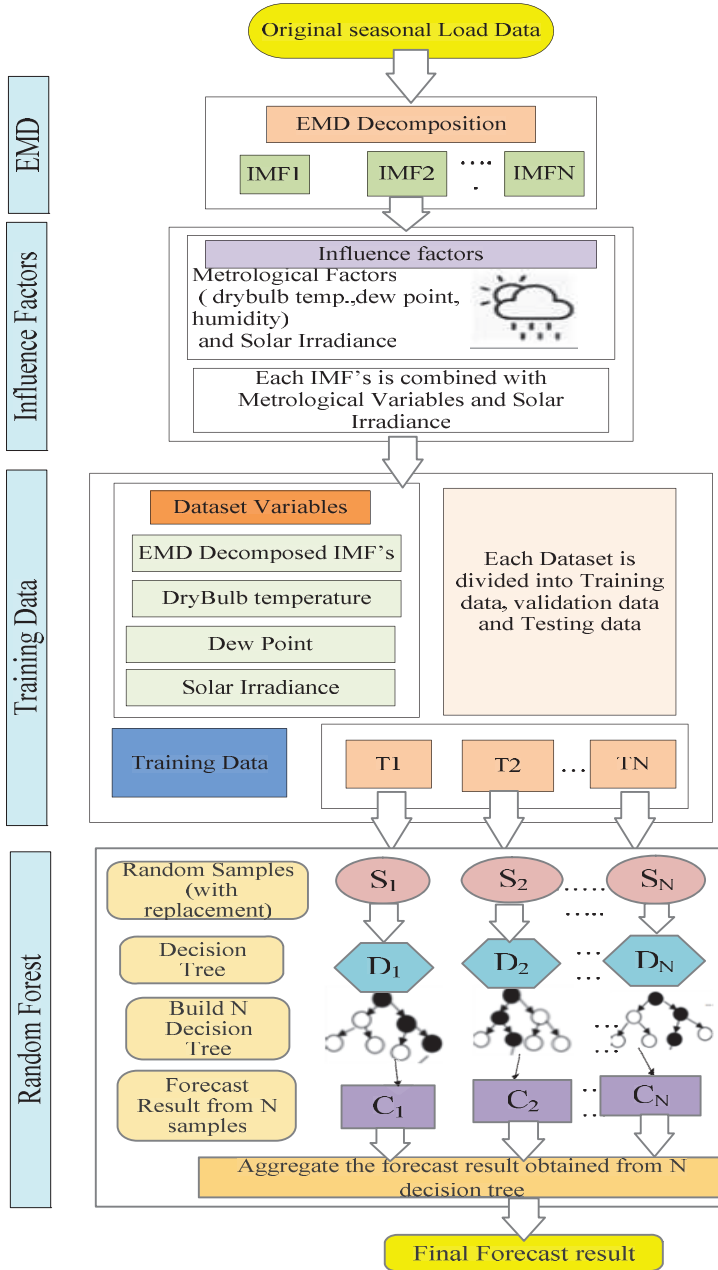 Original seasonal Load Data
EMD
EMD Decomposition
IMF1
IMF2
.....
IMFN
Influence Factors
Influence factors
Metrological Factors
( drybulb temp.,dew point,
humidity)
and Solar Irradiance
Each IMF's is combined with
Metrological Variables and Solar
Irradiance
Training Data
Dataset Variables
EMD Decomposed IMF's
DryBulb temperature
Dew Point
Solar Irradiance
Each Dataset is
divided into Training
data, validation data
and Testing data
Training Data
T1
T2
...
TN
Random Forest
Random Samples
(with
replacement)
S1
S2
.....
.....
SN
Decision
Tree
D1
D2
...
...
DN
Build N
Decision
Tree
...
...
Forecast
Result from N
samples
C1
C2
...
...
CN
Aggregate the forecast result obtained from N
decision tree
Final Forecast result